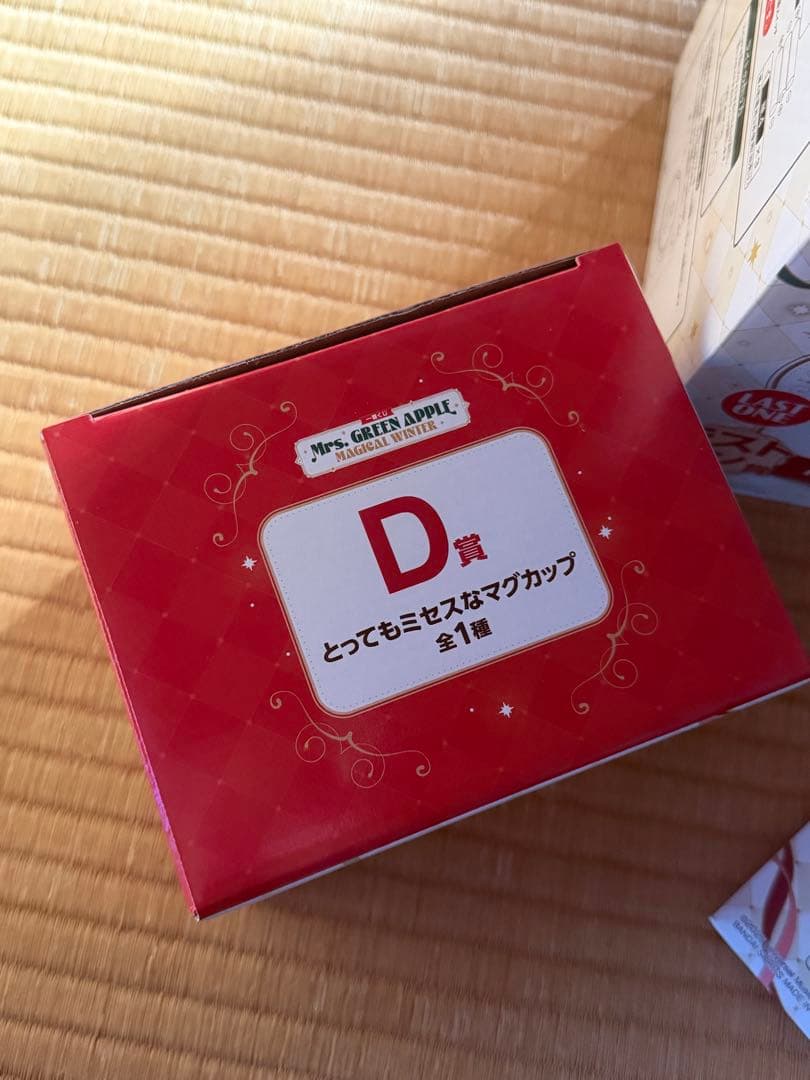 一番くじ
Mrs. GREEN APPLE
MAGICAL WINTER
D賞
とってもミセスなマグカップ
全1種
LAST
ONE